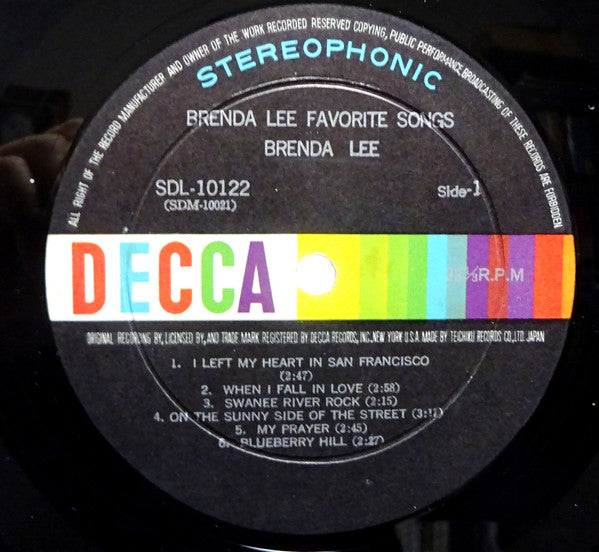 ALL RIGHT OF THE RECORD MANUFACTURER AND OWNER OF THE WORK RECORDED RESERVED COPYING, PUBLIC PERFORMANCE BROADCASTING OF THESE RECORDS ARE FORBIDDEN
STEREOPHONIC
BRENDA LEE FAVORITE SONGS
BRENDA LEE
SDL-10122
(SDM-10021)
Side-1
DECCA
R.P.M
ORIGINAL RECORDING BY, LICENSED BY, AND TRADE MARK REGISTERED BY DECCA RECORDS, INC. NEW YORK U.S.A. MADE BY TEICHIKU RECORDS CO., LTD. JAPAN
1. I LEFT MY HEART IN SAN FRANCISCO
(2:47)
2. WHEN I FALL IN LOVE (2:58)
3. SWANEE RIVER ROCK (2:15)
4. ON THE SUNNY SIDE OF THE STREET
5. MY PRAYER (2:45)
6. BLUEBERRY HILL (2:27)